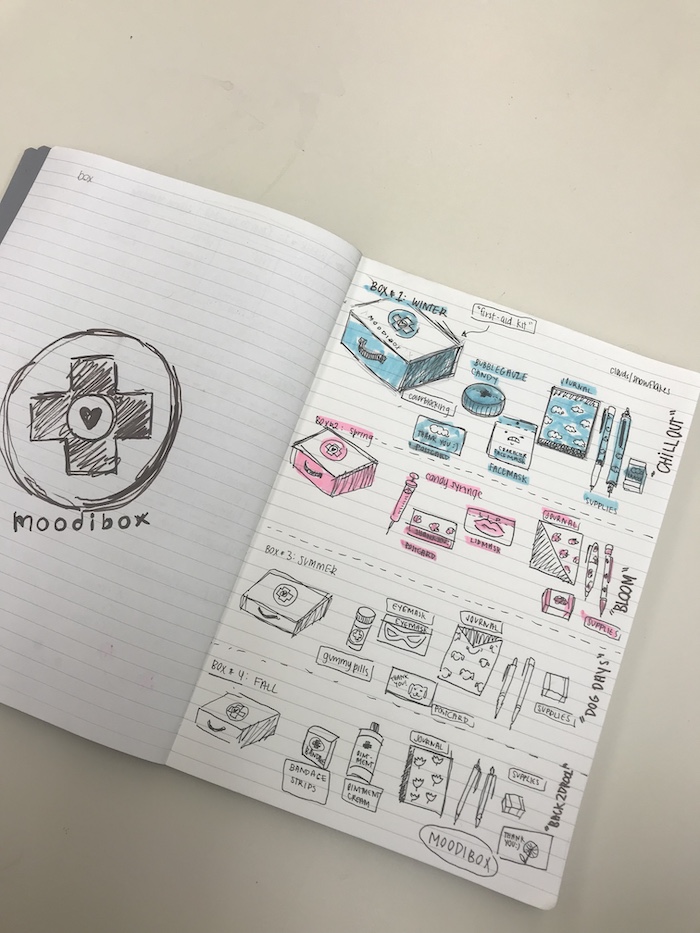 box
moodibox
BOX #1: WINTER
"first-aid kit"
MOODIBOX
clouds/snowflakes
BUBBLEGAUZE
CANDY
JOURNAL
colorblocking
THANK YOU!
POSTCARD
FACEMASK
SUPPLIES
"CHILL OUT"
BOX #2: Spring
candy syringe
POSTCARD
LIPMASK
JOURNAL
SUPPLIES
"BLOOM"
BOX #3: SUMMER
EYEMASK
EYEMASK
JOURNAL
gummy pills
THANK
YOU!
POSTCARD
SUPPLIES
"DOG DAYS"
BOX #4: FALL
BANDAGE
STRIPS
OINT-
MENT
OINTMENT
CREAM
JOURNAL
SUPPLIES
THANK
YOU:)
"BACK 2 SCHOOL"
MOODIBOX